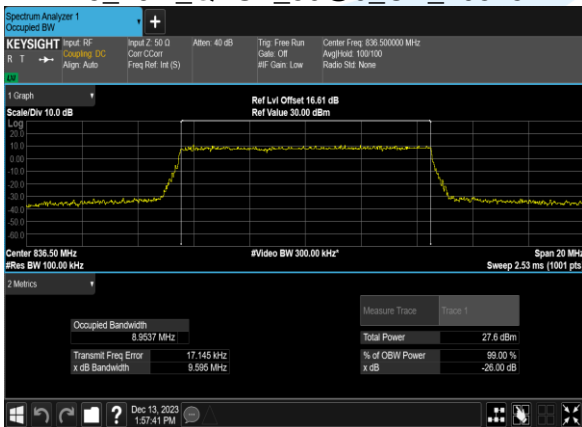 Spectrum Analyzer 1
Occupied BW
KEYSIGHT
R T
Input: RF
Coupling: DC
Align: Auto
Input Z: 50 Ω
Corr CCorr
Freq Ref: Int (S)
Atten: 40 dB
Trig: Free Run
Gate: Off
#IF Gain: Low
Center Freq: 836.500000 MHz
Avg|Hold: 100/100
Radio Std: None
1 Graph
Scale/Div 10.0 dB
Ref Lvl Offset 16.61 dB
Ref Value 30.00 dBm
Log
20.0
10.0
0.00
-10.0
-20.0
-30.0
-40.0
-50.0
-60.0
Center 836.50 MHz
#Res BW 100.00 kHz
#Video BW 300.00 kHz*
Span 20 MHz
Sweep 2.53 ms (1001 pts
2 Metrics
Measure Trace
Trace 1
Occupied Bandwidth
8.9537 MHz
Total Power
27.6 dBm
Transmit Freq Error
17.145 kHz
% of OBW Power
99.00 %
x dB Bandwidth
9.595 MHz
x dB
-26.00 dB
?
Dec 13, 2023
1:57:41 PM